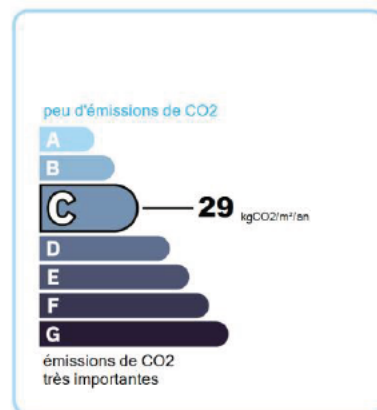 peu d'émissions de CO2
A
B
C 29 kgCO2/m²/an
D
E
F
G
émissions de CO2
très importantes